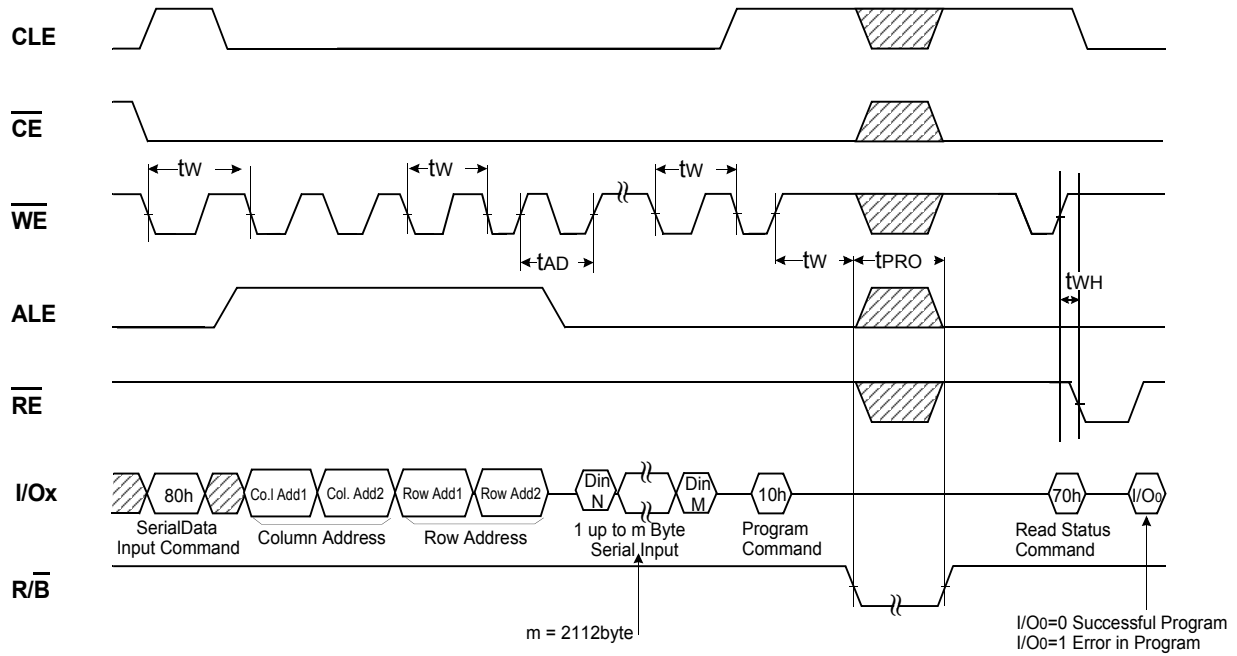 CLE
CE
tW
tW
tW
WE
tAD
tW
tPRO
tWH
ALE
RE
I/Ox
80h
Co.l Add1
Col. Add2
Row Add1
Row Add2
Din
N
Din
M
10h
70h
I/O0
SerialData
Input Command
Column Address
Row Address
1 up to m Byte
Serial Input
Program
Command
Read Status
Command
R/B
m = 2112byte
I/O0=0 Successful Program
I/O0=1 Error in Program